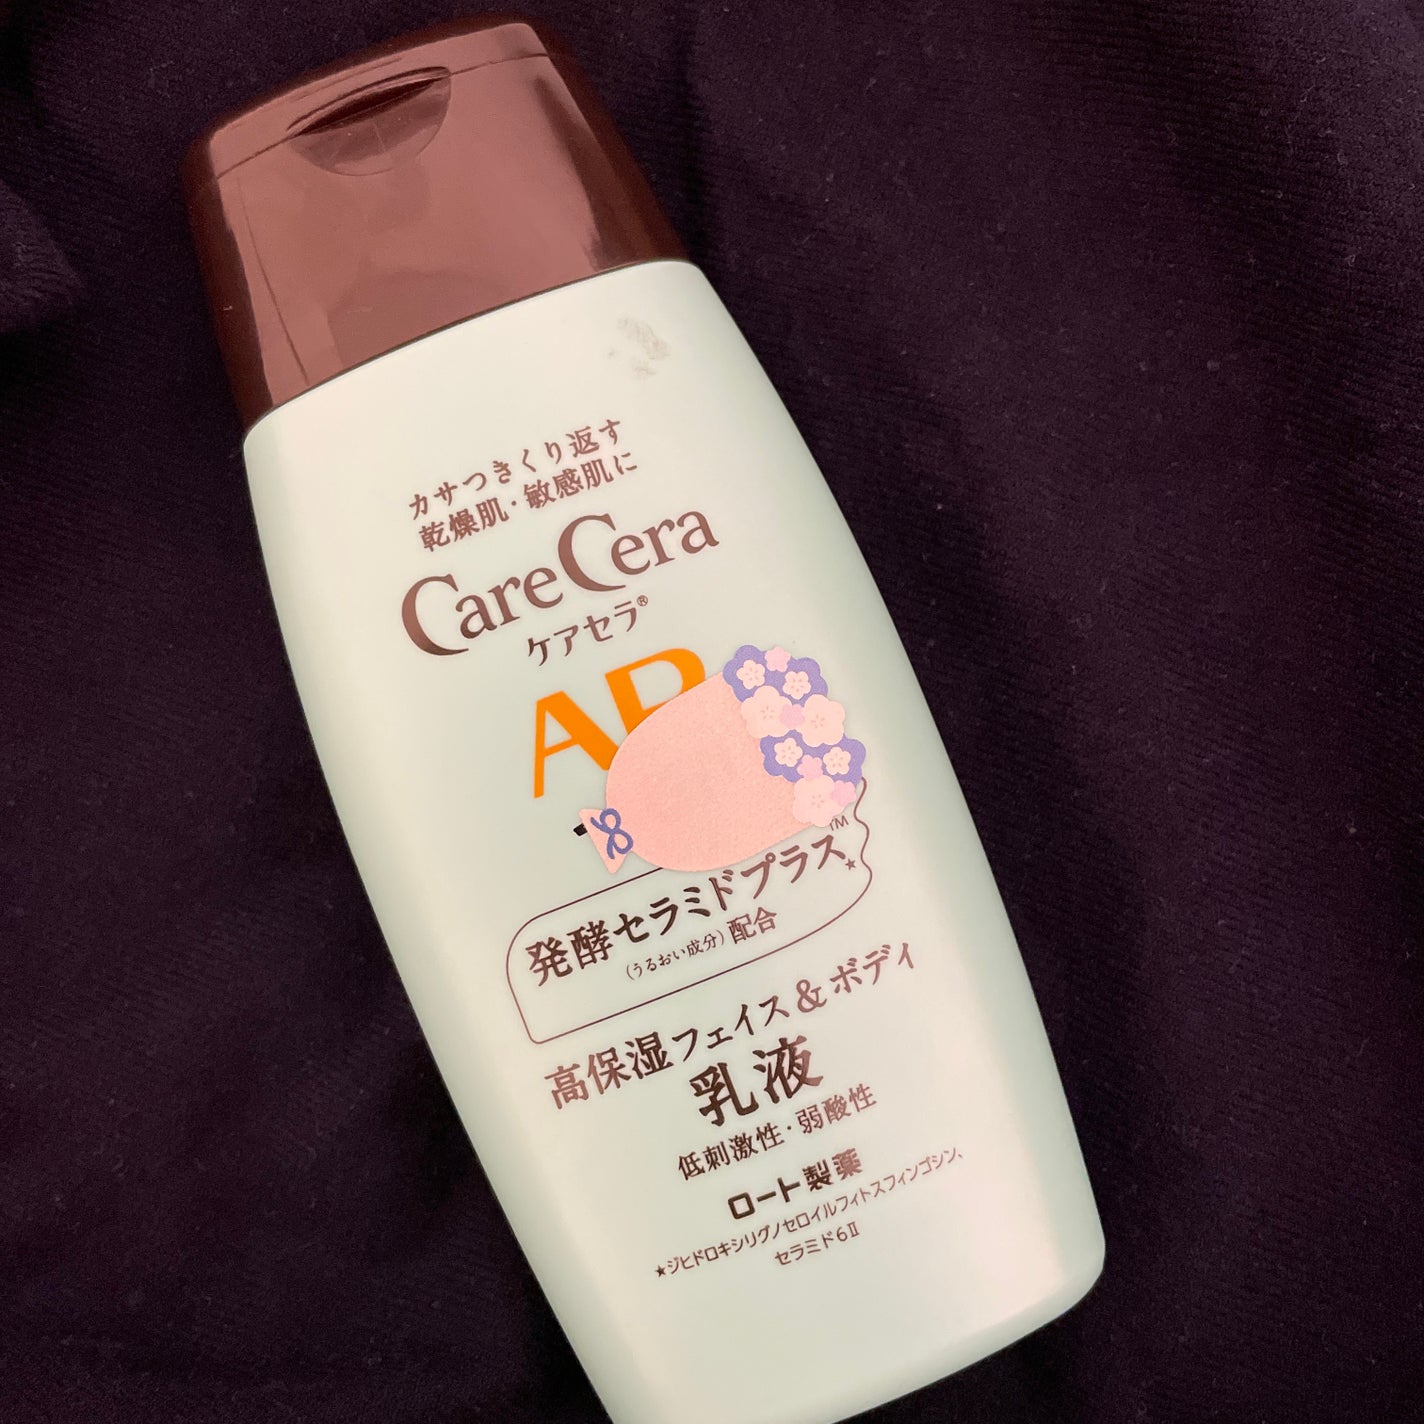 カサつきくり返す
乾燥肌・敏感肌に
CareCera
ケアセラ®
AP
発酵セラミドプラス™★
(うるおい成分)配合
高保湿フェイス&ボディ
乳液
低刺激性・弱酸性
ロート製薬
★ジヒドロキシリグノセロイルフィトスフィンゴシン、
セラミド6Ⅱ